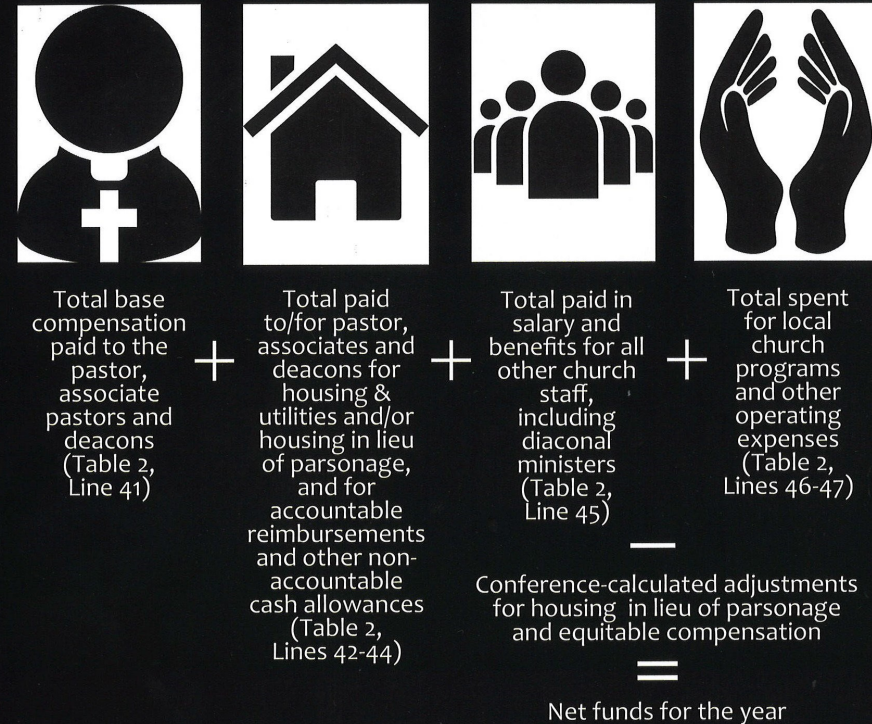 Total base
compensation
paid to the
pastor,
associate
pastors and
deacons
(Table 2,
Line 41)
+
Total paid
to/for pastor,
associates and
deacons for
housing &
utilities and/or
housing in lieu
of parsonage,
and for
accountable
reimbursements
and other non-
accountable
cash allowances
(Table 2,
Lines 42-44)
+
Total paid in
salary and
benefits for all
other church
staff,
including
diaconal
ministers
(Table 2,
Line 45)
+
Total spent
for local
church
programs
and other
operating
expenses
(Table 2,
Lines 46-47)
—
Conference-calculated adjustments
for housing in lieu of parsonage
and equitable compensation
=
Net funds for the year